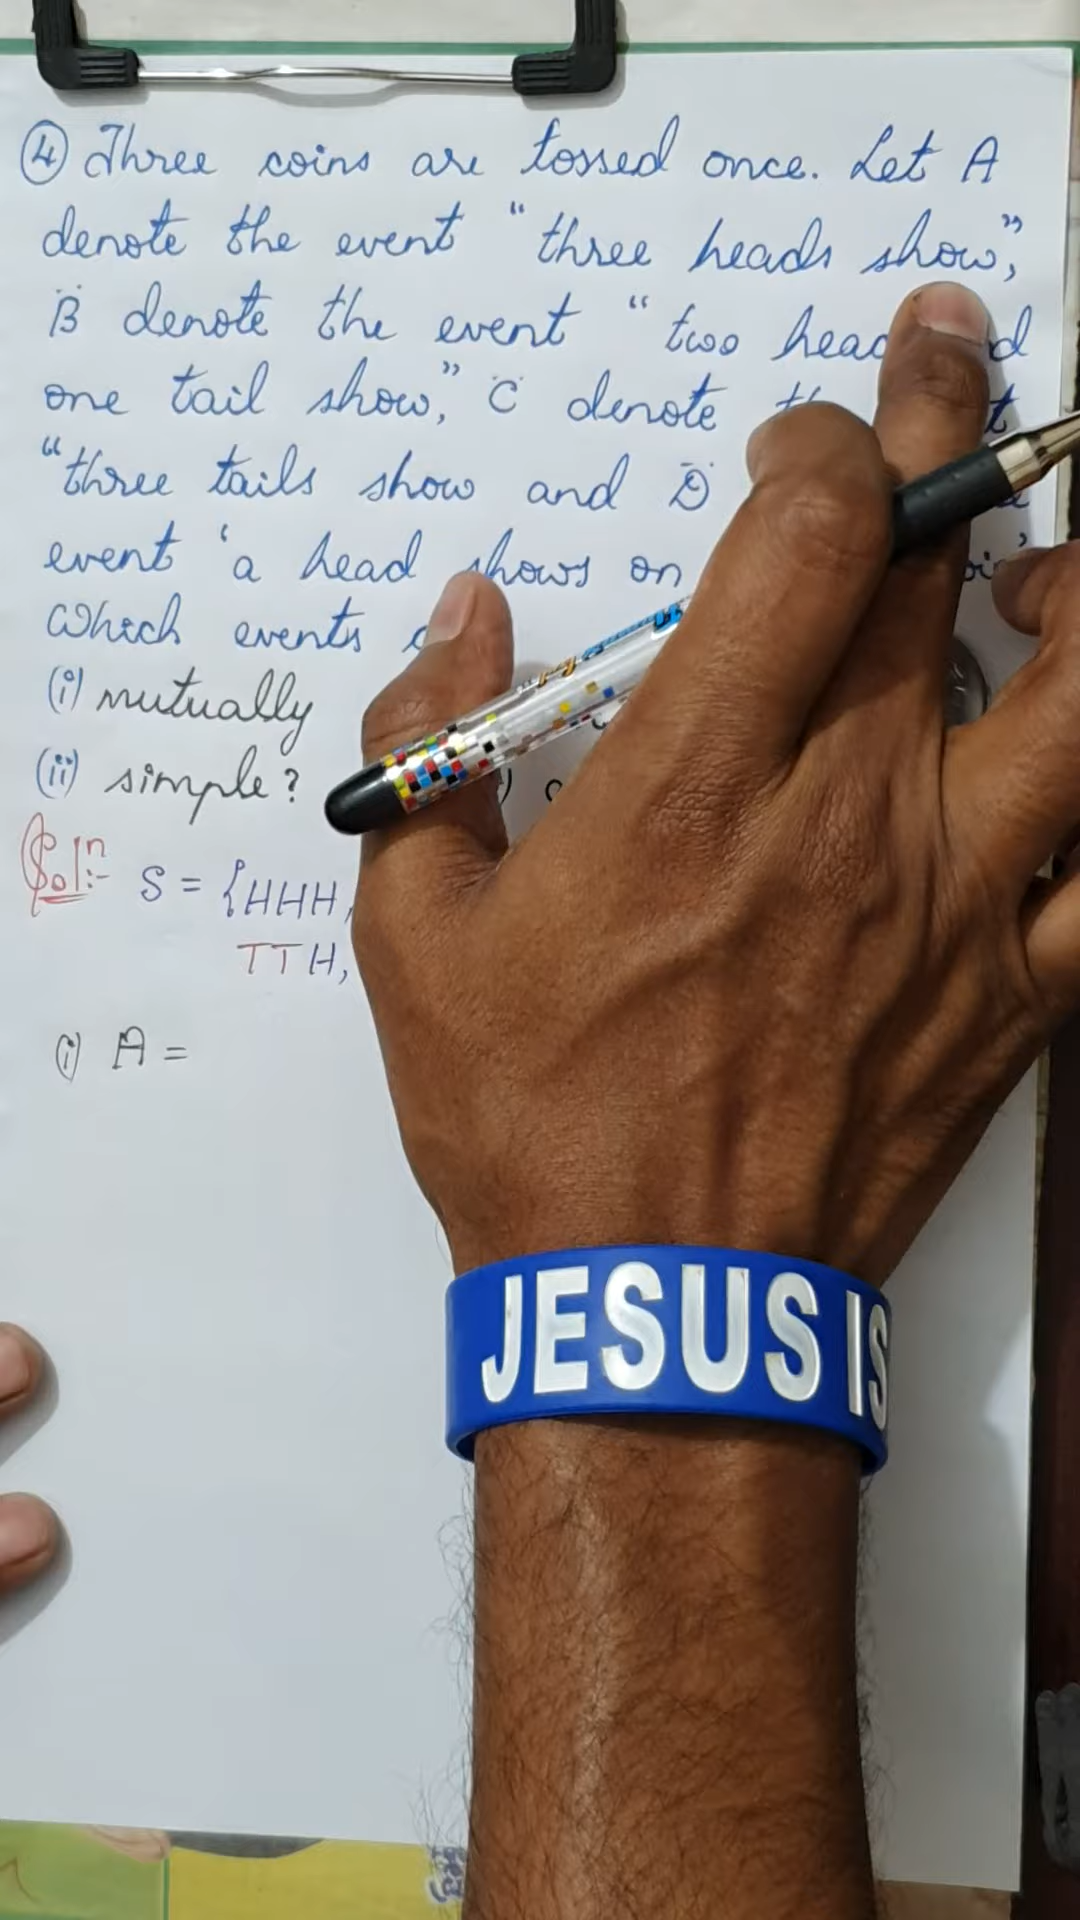 ④ Three coins are tossed once. Let A
denote the event "three heads show,"
B denote the event "two
one tail show," C denote
"three tails show and D
event 'a head shows on
Which events
(i) mutually
(ii) simple?
Solⁿ:- S = {HHH,
TTH,
(i) A =
JESUS IS